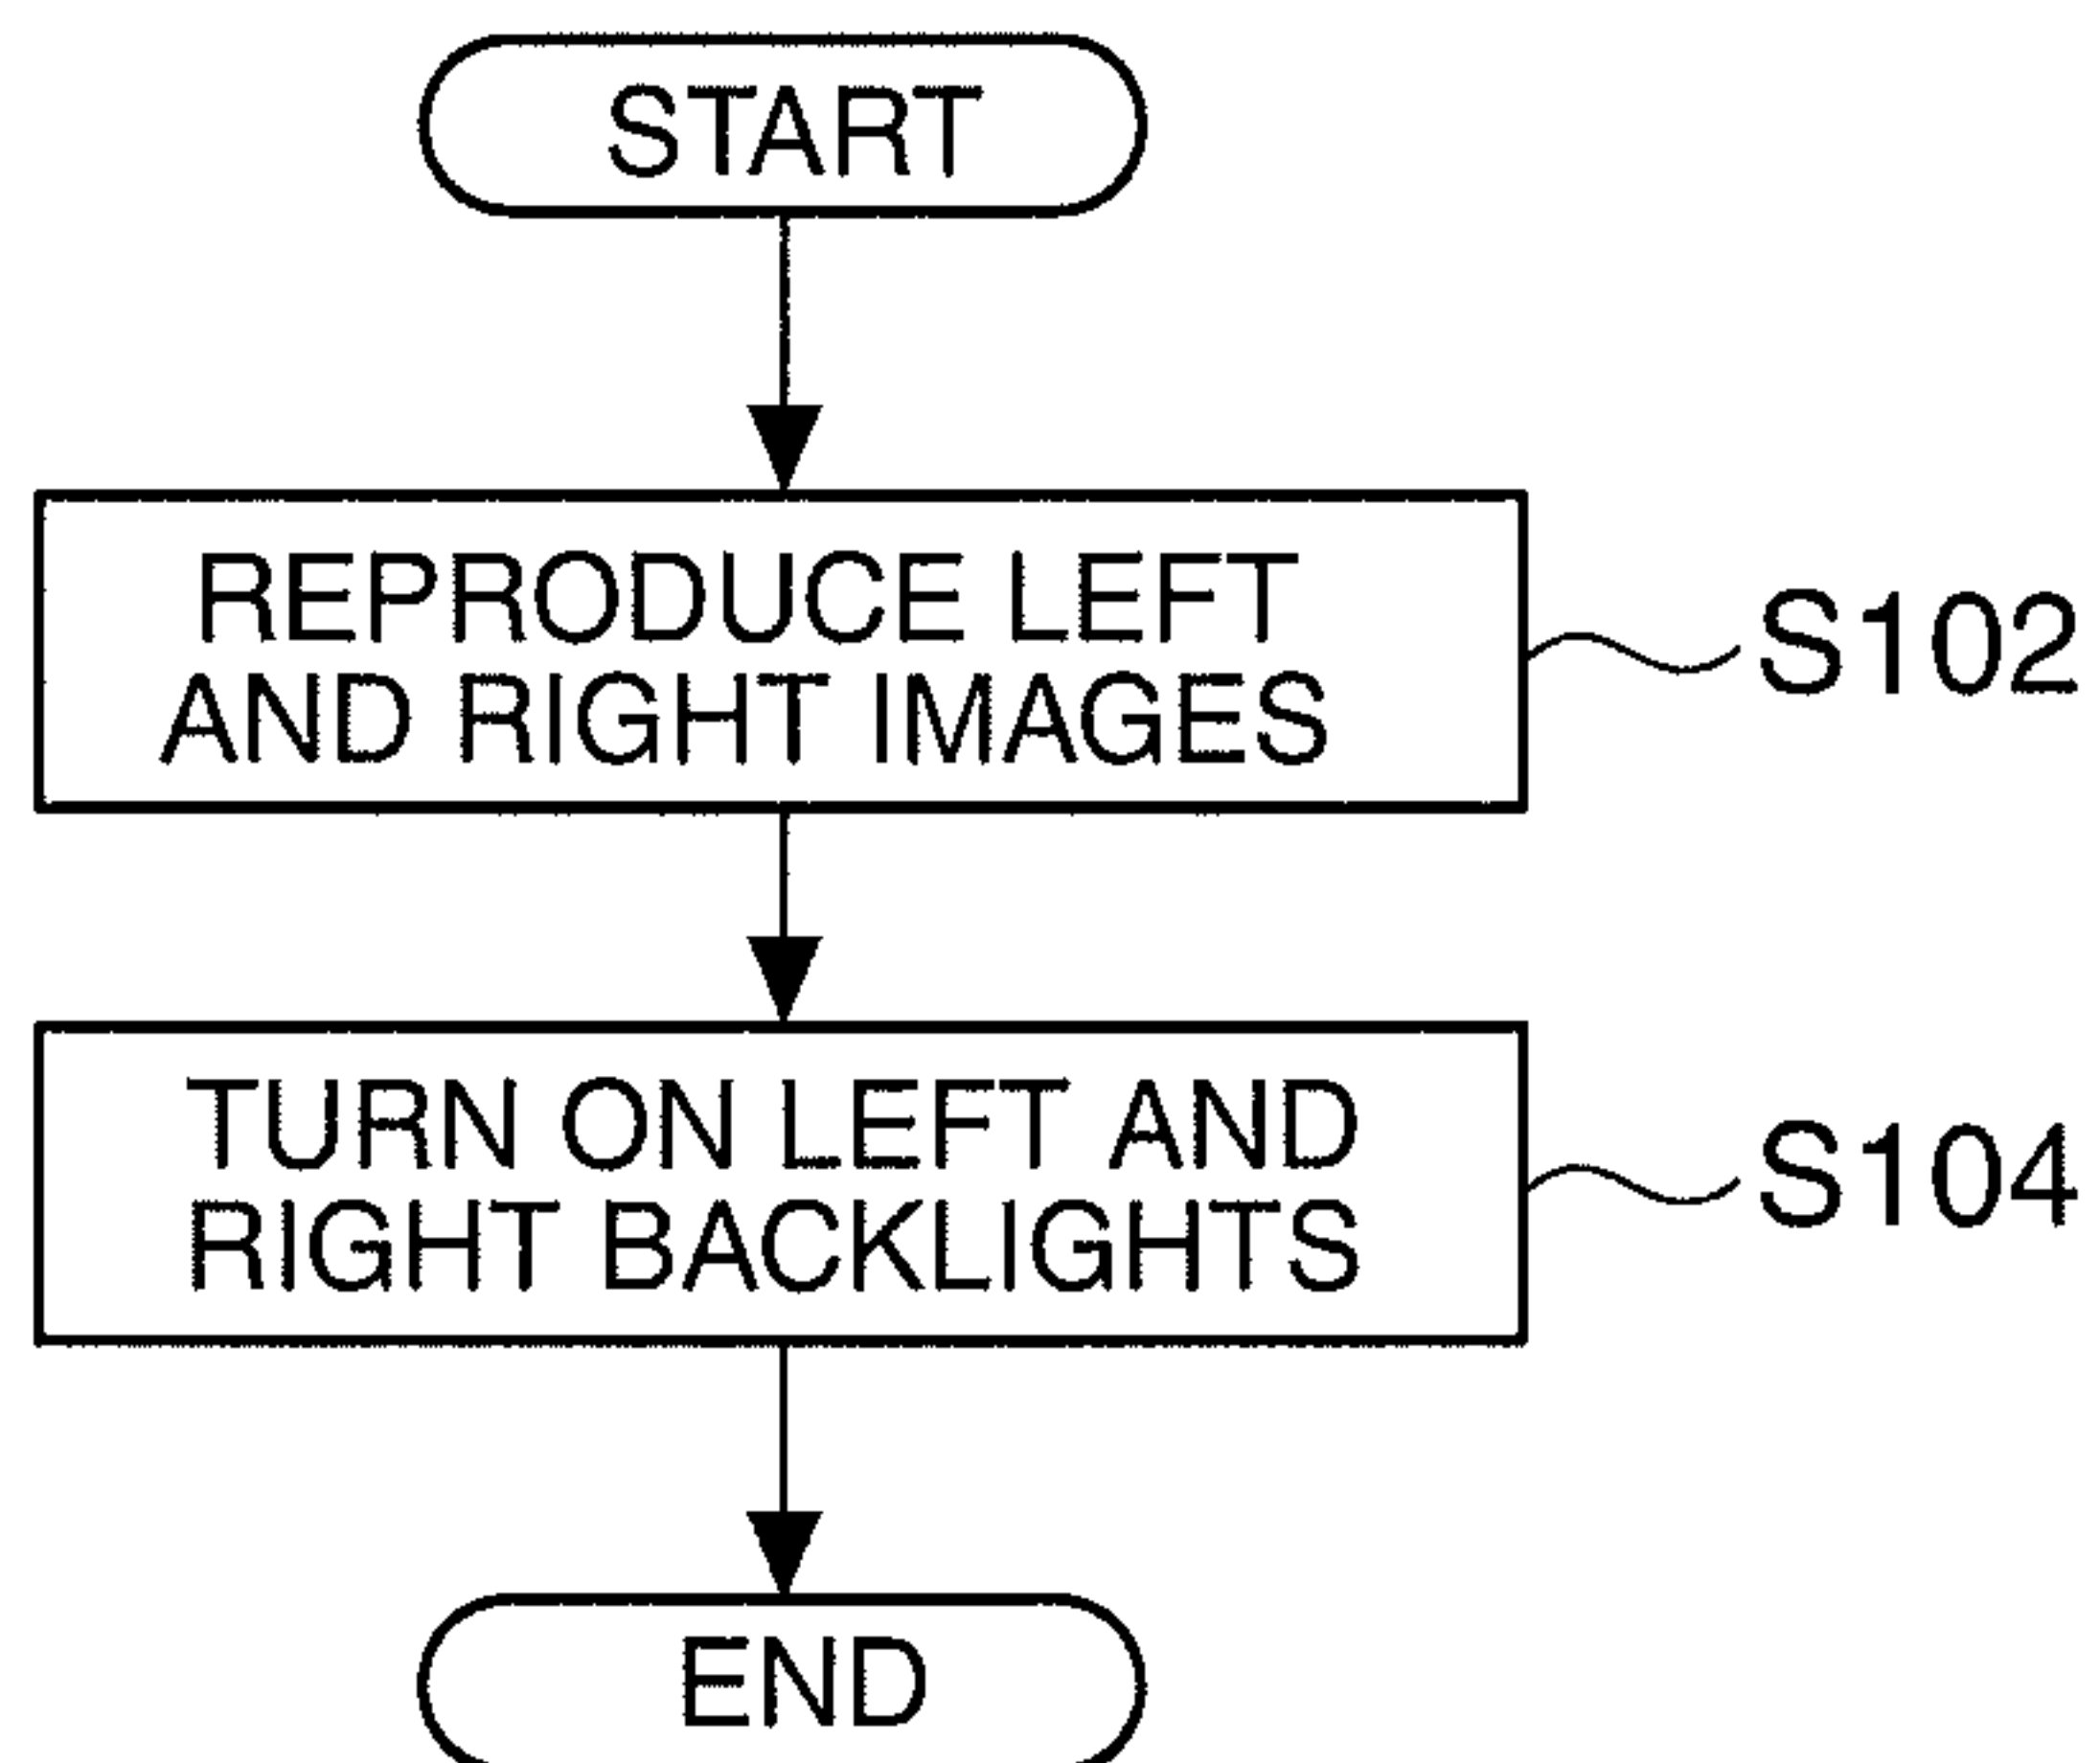 START
REPRODUCE LEFT
AND RIGHT IMAGES
S102
TURN ON LEFT AND
RIGHT BACKLIGHTS
S104
END